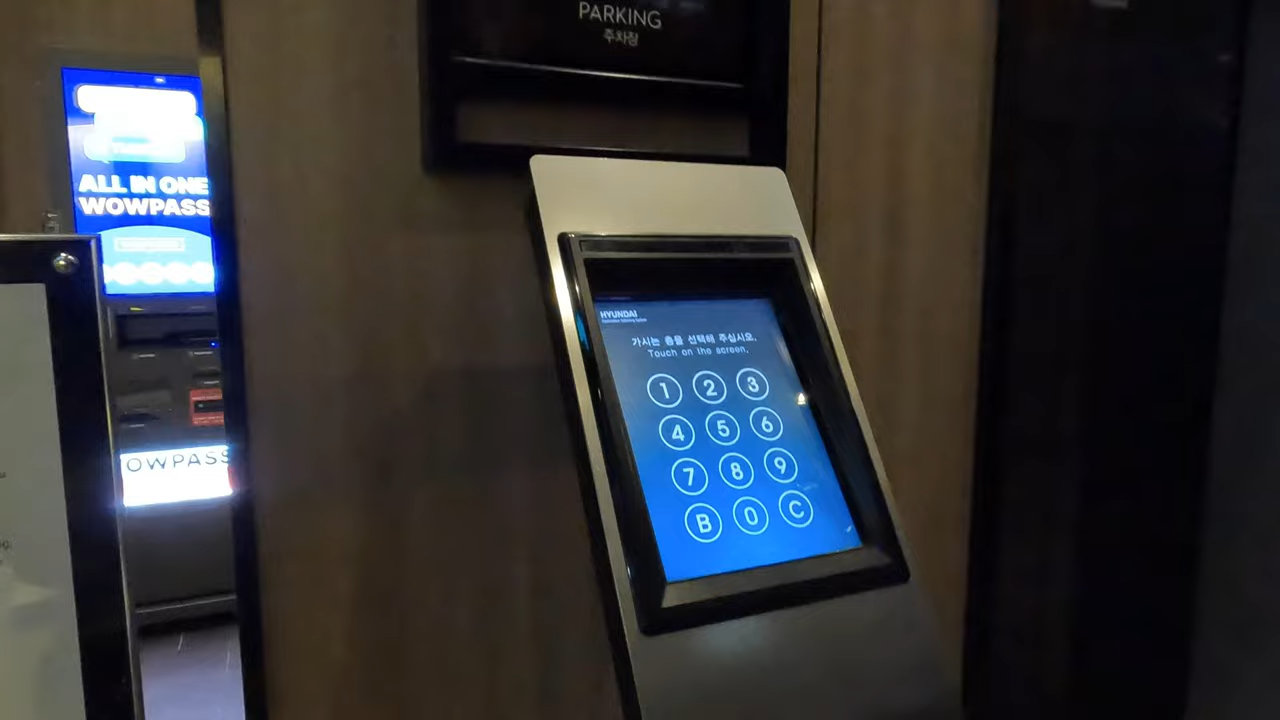 PARKING
주차장
ALL IN ONE
WOWPASS
OWPASS
HYUNDAI
가시는 층을 선택해 주십시오.
Touch on the screen.
1 2 3
4 5 6
7 8 9
B 0 C